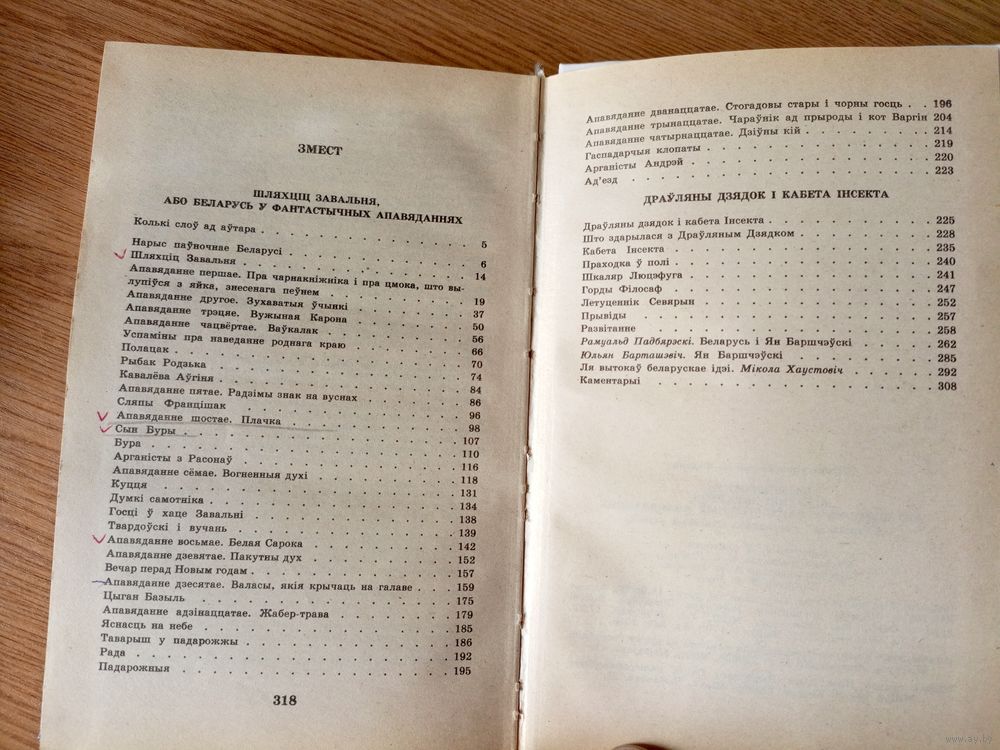 ЗМЕСТ
ШЛЯХЦІЦ ЗАВАЛЬНЯ,
АБО БЕЛАРУСЬ У ФАНТАСТЫЧНЫХ АПАВЯДАННЯХ
Колькі слоў ад аўтара . . . 5
Нарыс паўночнае Беларусі . . . 6
Шляхціц Завальня . . . 14
Апавяданне першае. Пра чарнакніжніка і пра цмока, што вы-
лупіўся з яйка, знесенага пеўнем . . . 19
Апавяданне другое. Зухаватыя ўчынкі . . . 37
Апавяданне трэцяе. Вужыная Карона . . . 50
Апавяданне чацвёртае. Ваўкалак . . . 56
Успаміны пра наведанне роднага краю . . . 66
Полацак . . . 70
Рыбак Родзька . . . 74
Кавалёва Аўгіня . . . 84
Апавяданне пятае. Радзімы знак на вуснах . . . 86
Сляпы Францішак . . . 96
Апавяданне шостае. Плачка . . . 98
Сын Буры . . . 107
Бура . . . 110
Арганісты з Расонаў . . . 116
Апавяданне сёмае. Вогненныя духі . . . 118
Куцця . . . 131
Думкі самотніка . . . 134
Госці ў хаце Завальні . . . 138
Твардоўскі і вучань . . . 139
Апавяданне восьмае. Белая Сарока . . . 142
Апавяданне дзевятае. Пакутны дух . . . 152
Вечар перад Новым годам . . . 157
Апавяданне дзесятае. Валасы, якія крычаць на галаве . . . 159
Цыган Базыль . . . 175
Апавяданне адзінаццатае. Жабер-трава . . . 179
Яснасць на небе . . . 185
Таварыш у падарожжы . . . 186
Рада . . . 192
Падарожныя . . . 195
318
Апавяданне дванаццатае. Стогадовы стары і чорны госць . . 196
Апавяданне трынаццатае. Чараўнік ад прыроды і кот Варгін 204
Апавяданне чатырнаццатае. Дзіўны кій . . . 214
Гаспадарчыя клопаты . . . 219
Арганісты Андрэй . . . 220
Ад'езд . . . 223
ДРАЎЛЯНЫ ДЗЯДОК І КАБЕТА ІНСЕКТА
Драўляны дзядок і кабета Інсекта . . . 225
Што здарылася з Драўляным Дзядком . . . 228
Кабета Інсекта . . . 235
Праходка ў полі . . . 240
Шкаляр Люцэфуга . . . 241
Горды Філосаф . . . 247
Летуценнік Севярын . . . 252
Прывіды . . . 257
Развітанне . . . 258
Рамуальд Падбярэскі. Беларусь і Ян Баршчэўскі . . . 262
Юльян Барташэвіч. Ян Баршчэўскі . . . 285
Ля вытокаў беларускае ідэі. Мікола Хаустовіч . . . 292
Каментарыі . . . 308
www.ay.by